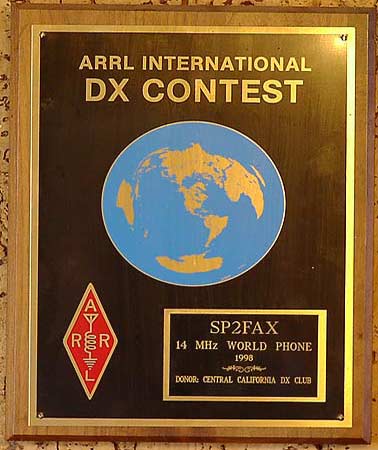 ARRL INTERNATIONAL
DX CONTEST
A
R R
L
SP2FAX
14 MHz WORLD PHONE
1998
DONOR: CENTRAL CALIFORNIA DX CLUB